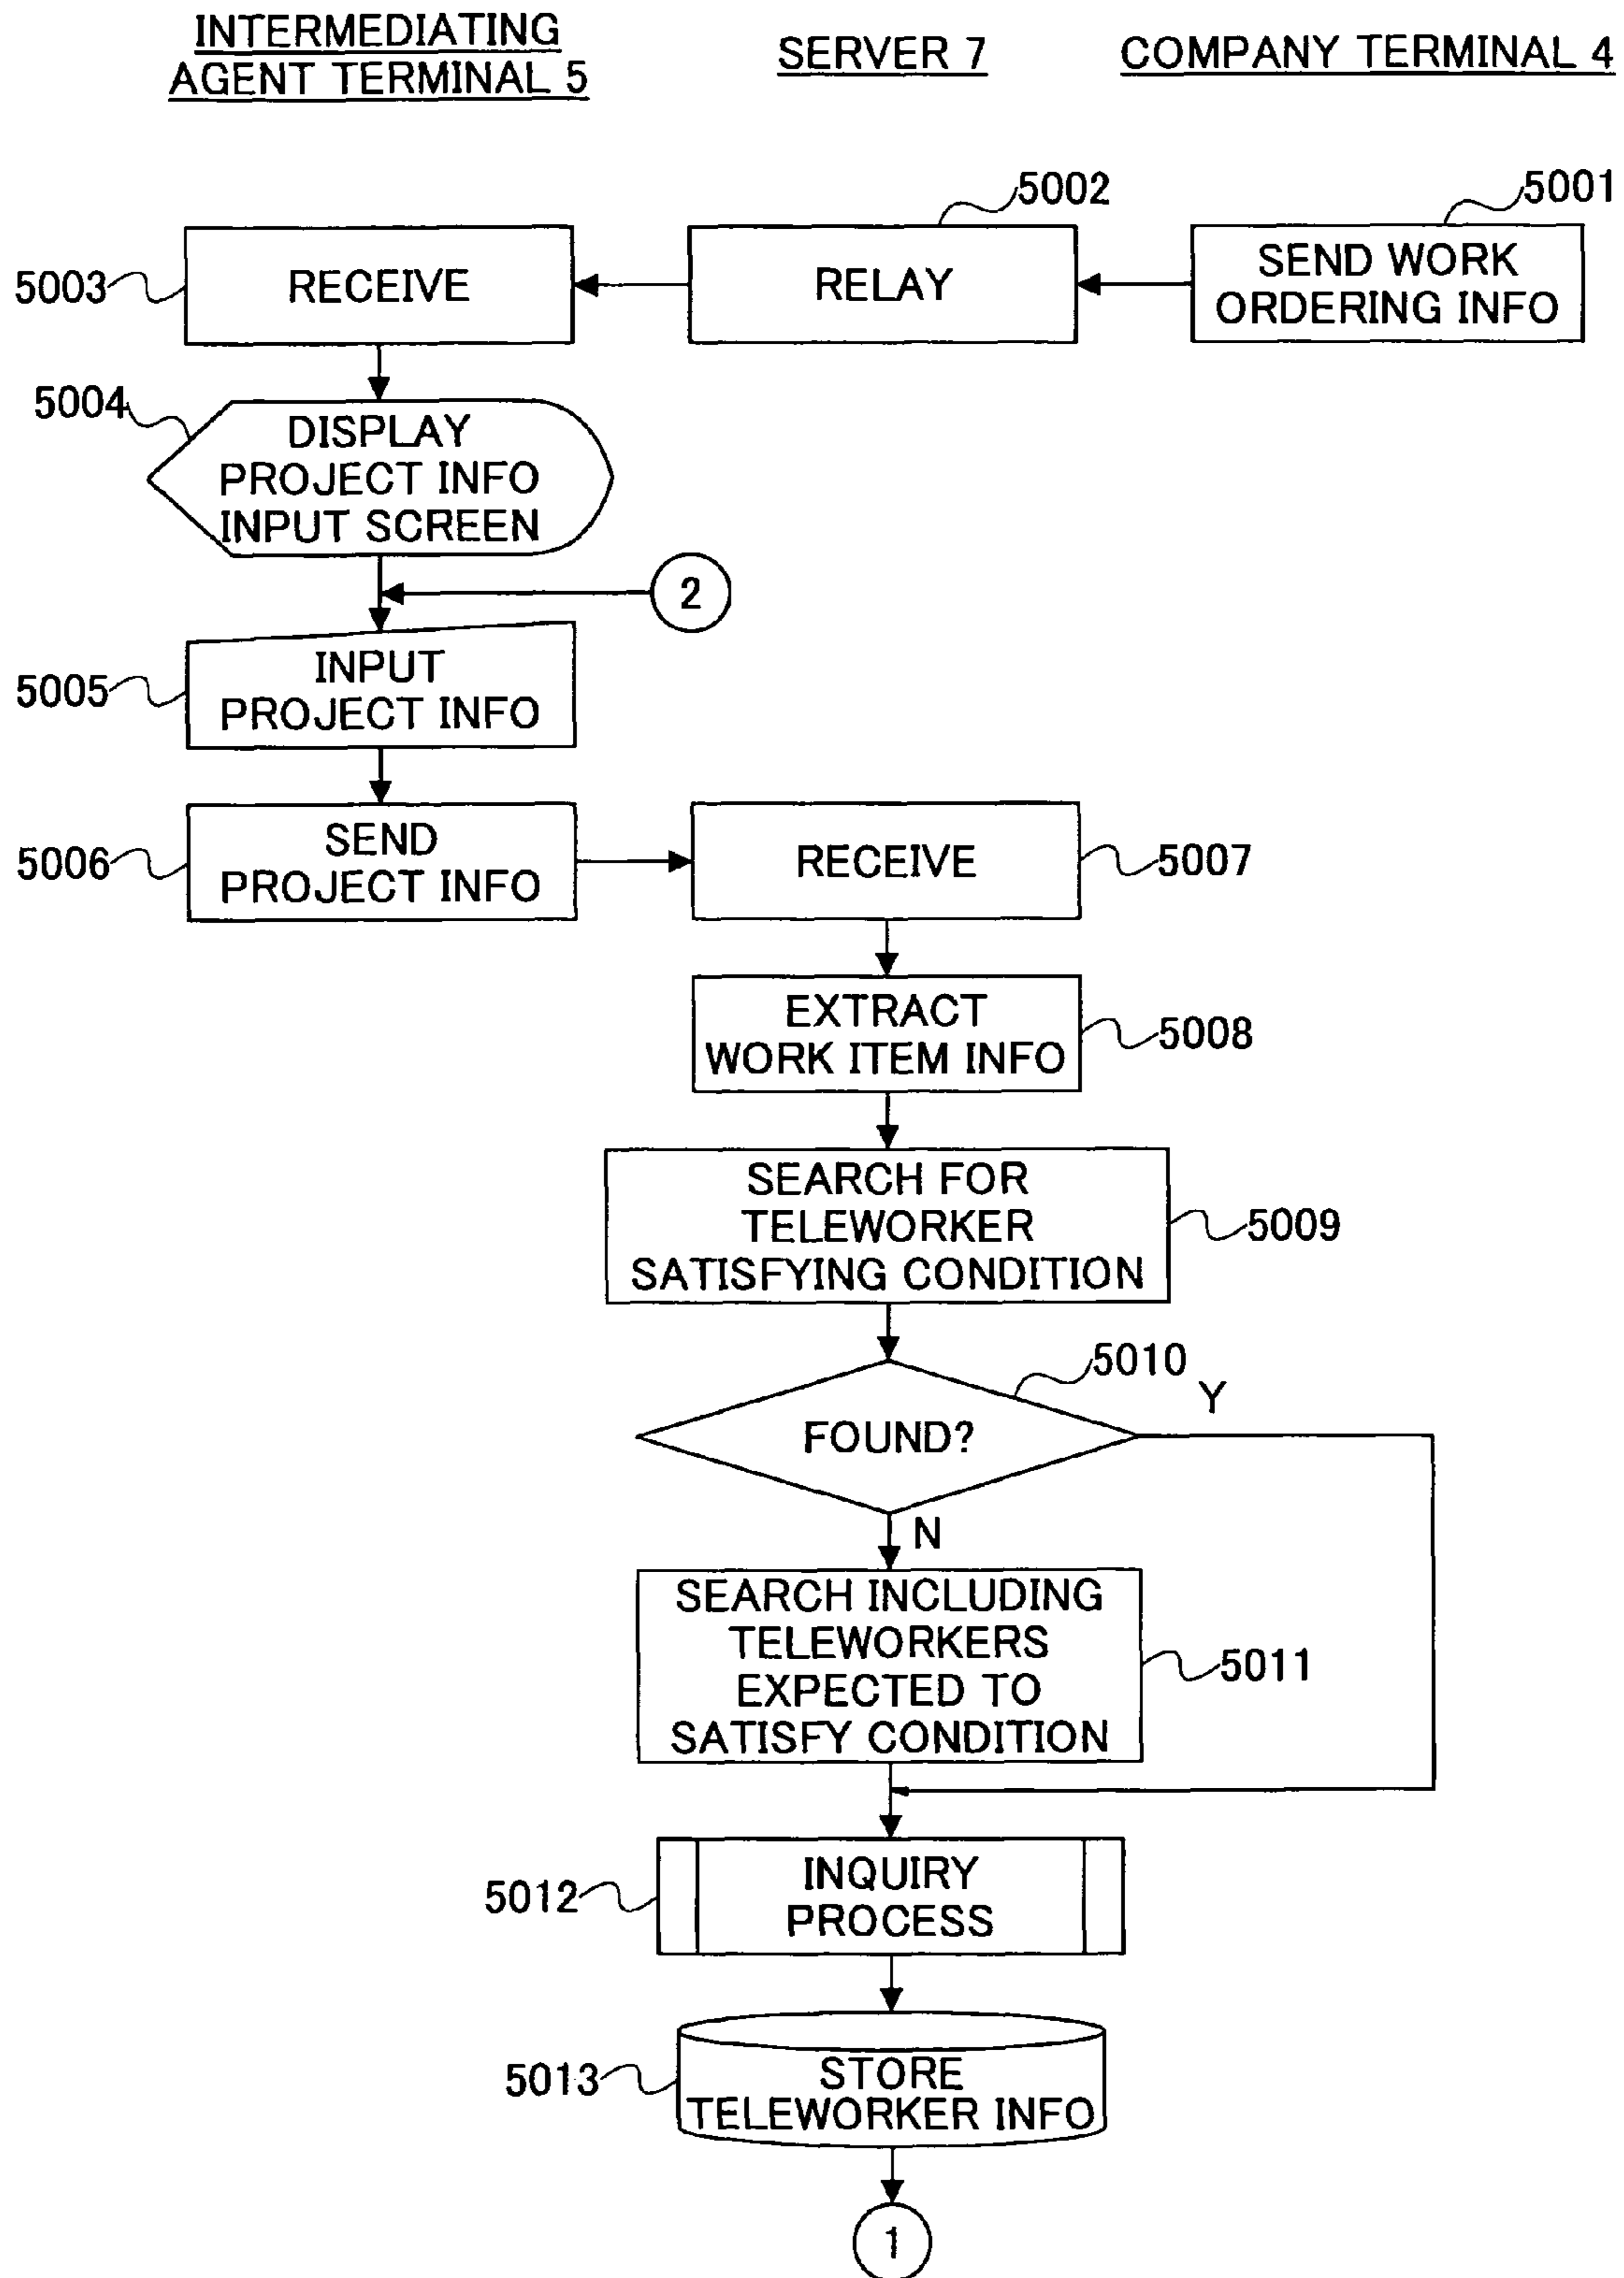 INTERMEDIATING
AGENT TERMINAL 5
SERVER 7
COMPANY TERMINAL 4
5002
5001
5003
RECEIVE
RELAY
SEND WORK
ORDERING INFO
5004
DISPLAY
PROJECT INFO
INPUT SCREEN
2
5005
INPUT
PROJECT INFO
5006
SEND
PROJECT INFO
RECEIVE
5007
EXTRACT
WORK ITEM INFO
5008
SEARCH FOR
TELEWORKER
SATISFYING CONDITION
5009
5010
Y
FOUND?
N
SEARCH INCLUDING
TELEWORKERS
EXPECTED TO
SATISFY CONDITION
5011
5012
INQUIRY
PROCESS
5013
STORE
TELEWORKER INFO
1